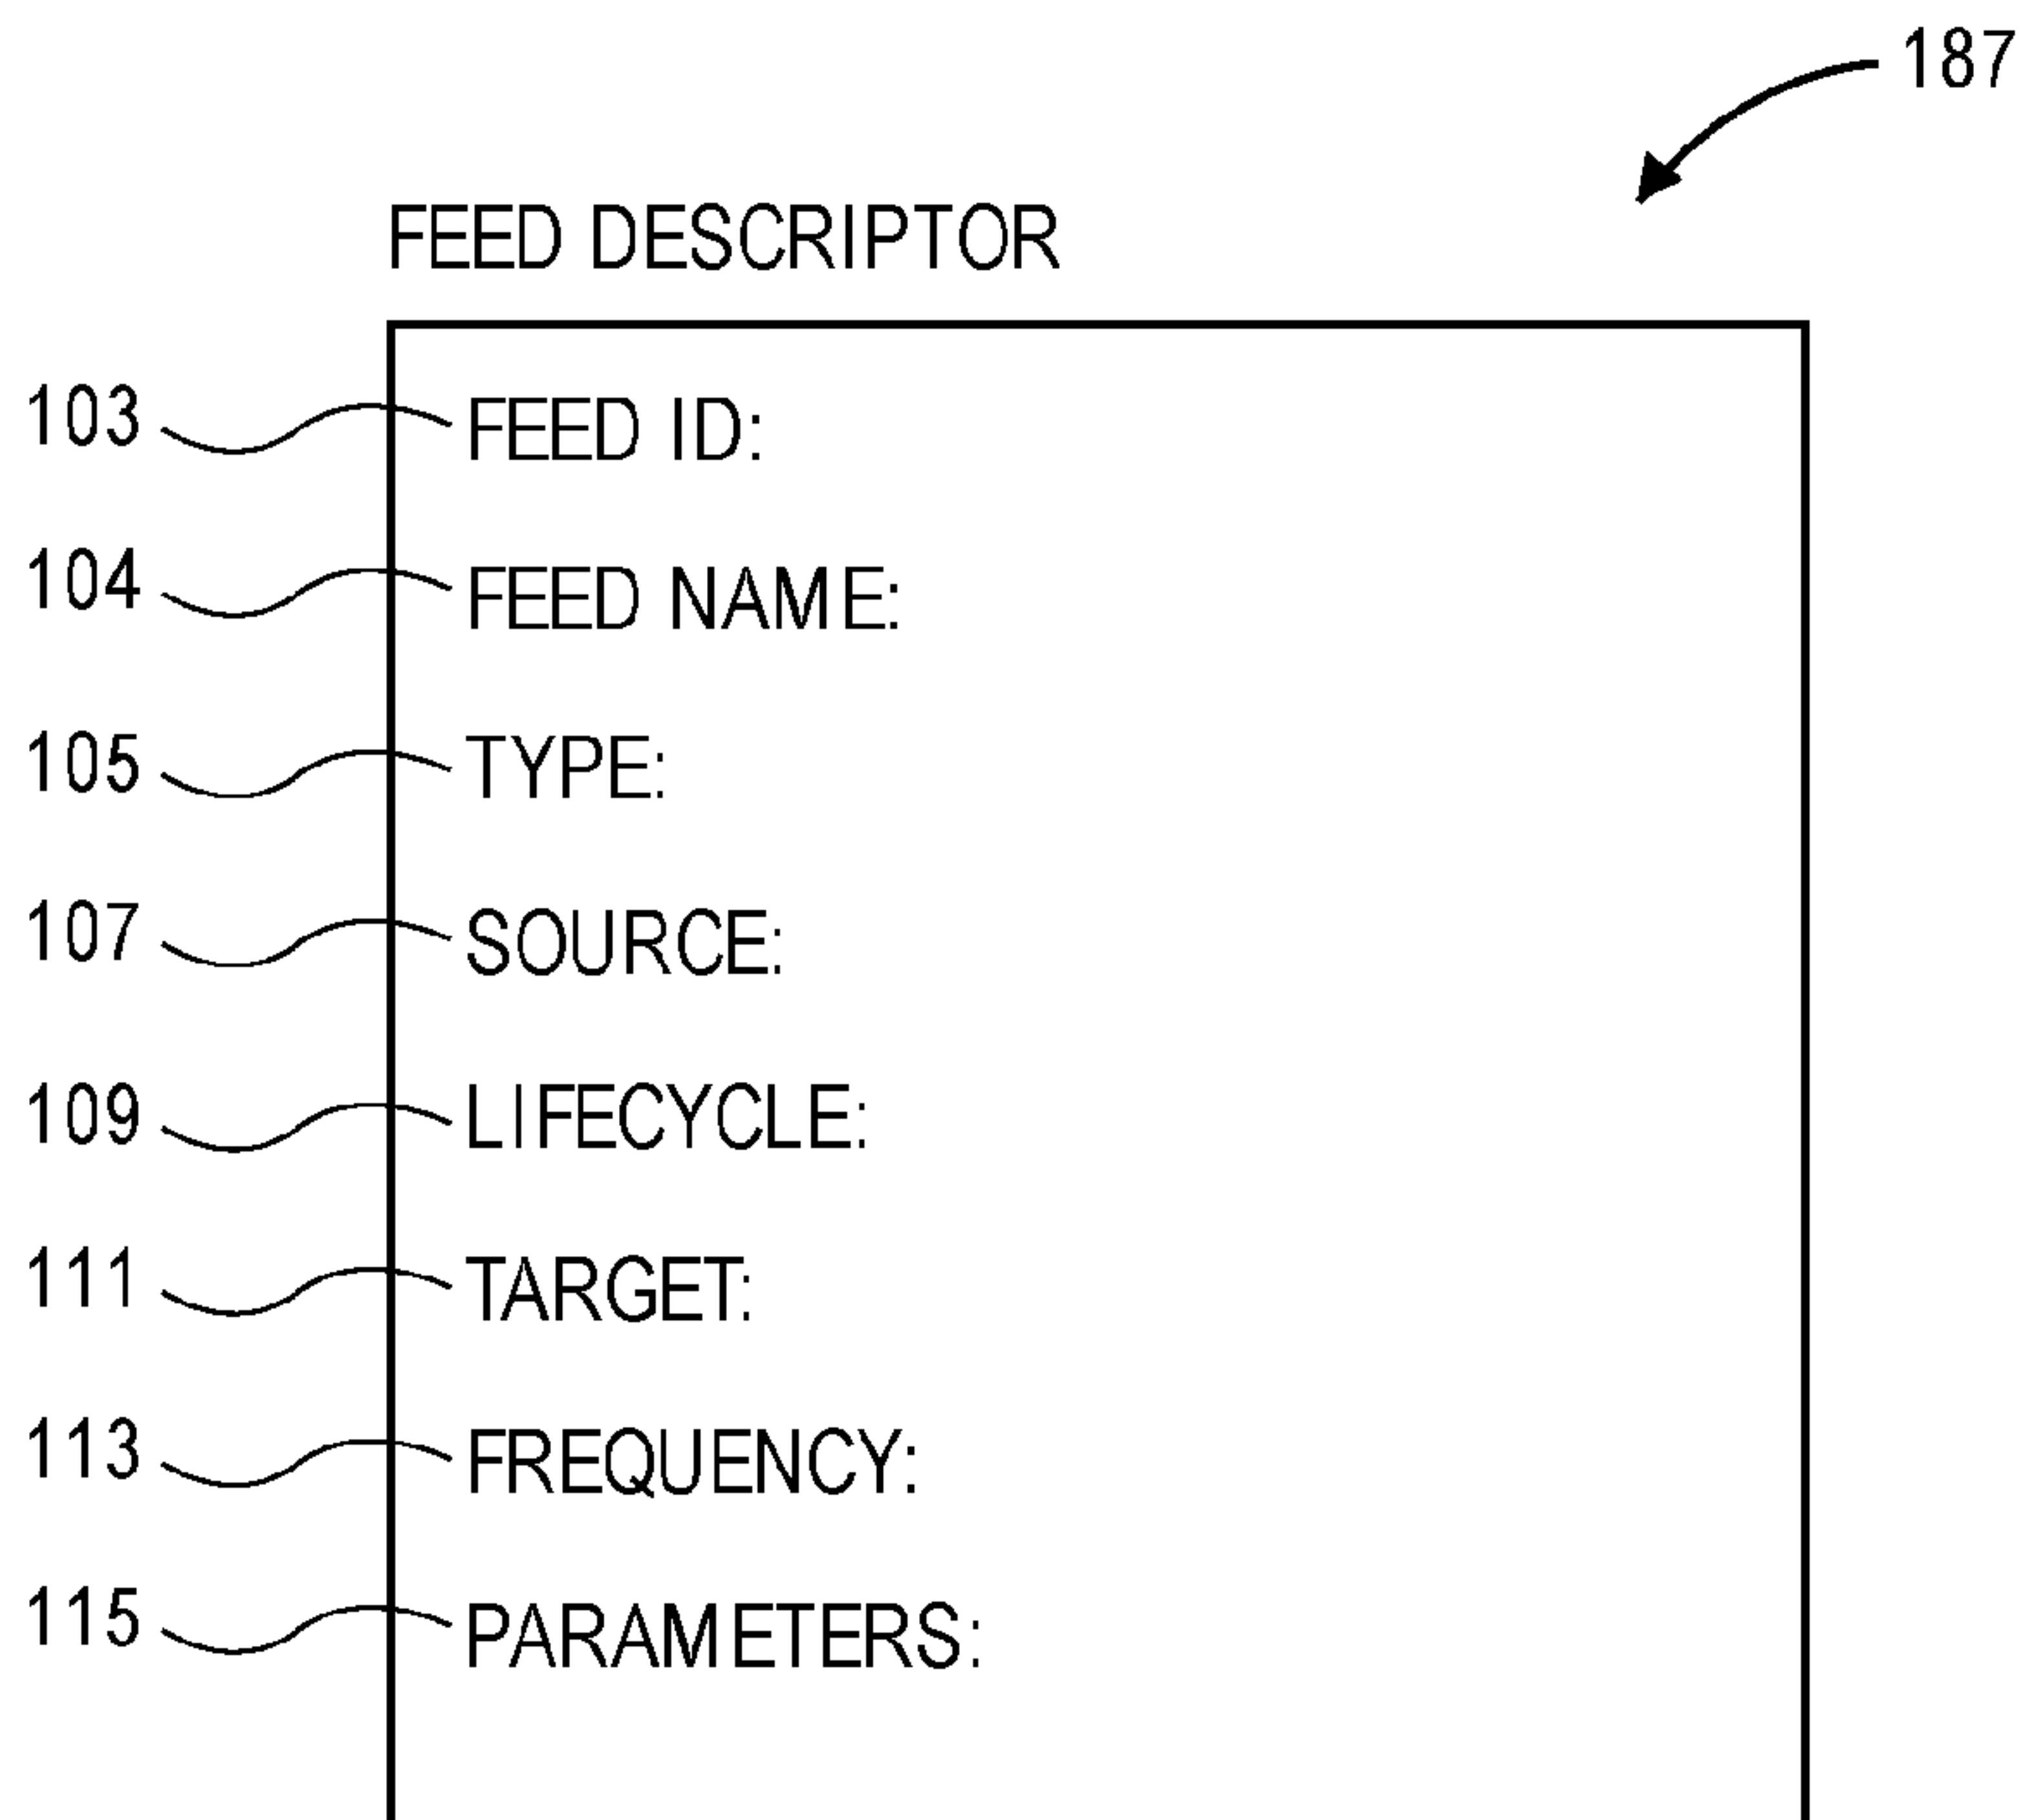 187
FEED DESCRIPTOR
103 FEED ID:
104 FEED NAME:
105 TYPE:
107 SOURCE:
109 LIFECYCLE:
111 TARGET:
113 FREQUENCY:
115 PARAMETERS: